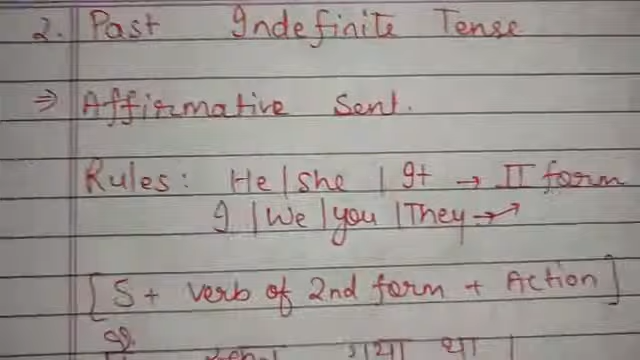 2. Past Indefinite Tense
⇒ Affirmative Sent.
Rules: He | she | It → II form
I | We | you | They →
[S + verb of 2nd form + Action]
गया था |